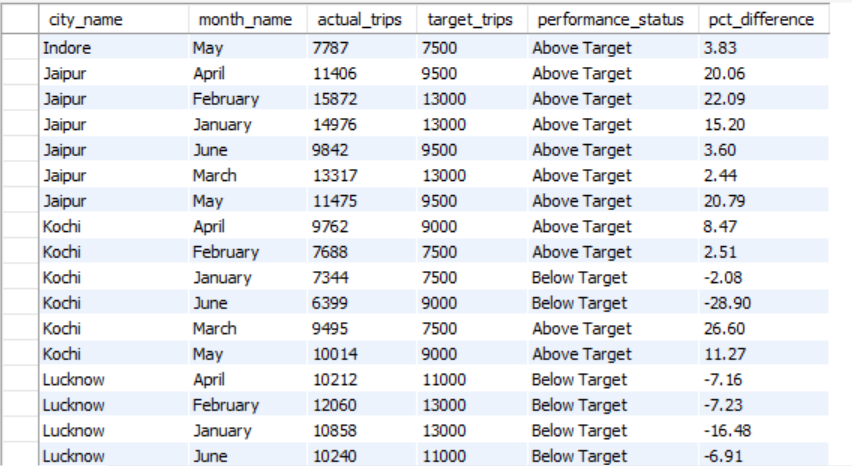 city_name month_name actual_trips target_trips performance_status pct_difference
Indore May 7787 7500 Above Target 3.83
Jaipur April 11406 9500 Above Target 20.06
Jaipur February 15872 13000 Above Target 22.09
Jaipur January 14976 13000 Above Target 15.20
Jaipur June 9842 9500 Above Target 3.60
Jaipur March 13317 13000 Above Target 2.44
Jaipur May 11475 9500 Above Target 20.79
Kochi April 9762 9000 Above Target 8.47
Kochi February 7688 7500 Above Target 2.51
Kochi January 7344 7500 Below Target -2.08
Kochi June 6399 9000 Below Target -28.90
Kochi March 9495 7500 Above Target 26.60
Kochi May 10014 9000 Above Target 11.27
Lucknow April 10212 11000 Below Target -7.16
Lucknow February 12060 13000 Below Target -7.23
Lucknow January 10858 13000 Below Target -16.48
Lucknow June 10240 11000 Below Target -6.91